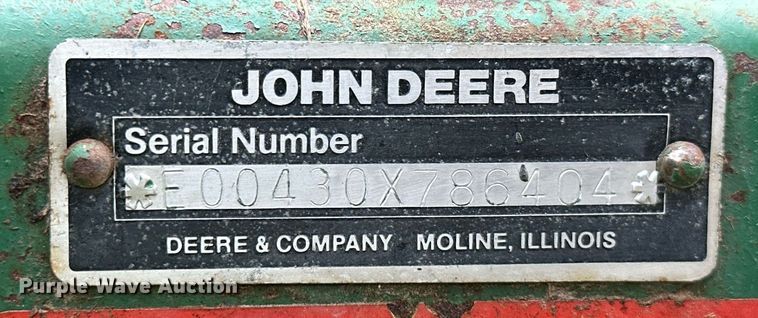 JOHN DEERE
Serial Number
*E00430X786404*
DEERE & COMPANY MOLINE, ILLINOIS
Purple Wave Auction